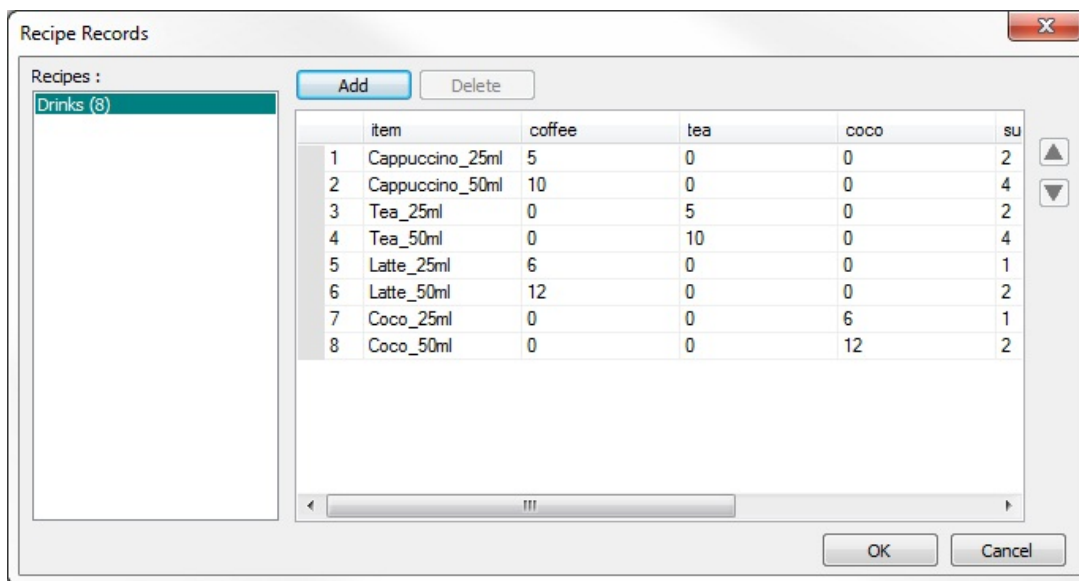 Recipe Records
Recipes :
Drinks (8)
Add Delete
item coffee tea coco su
1 Cappuccino_25ml 5 0 0 2
2 Cappuccino_50ml 10 0 0 4
3 Tea_25ml 0 5 0 2
4 Tea_50ml 0 10 0 4
5 Latte_25ml 6 0 0 1
6 Latte_50ml 12 0 0 2
7 Coco_25ml 0 0 6 1
8 Coco_50ml 0 0 12 2
OK Cancel